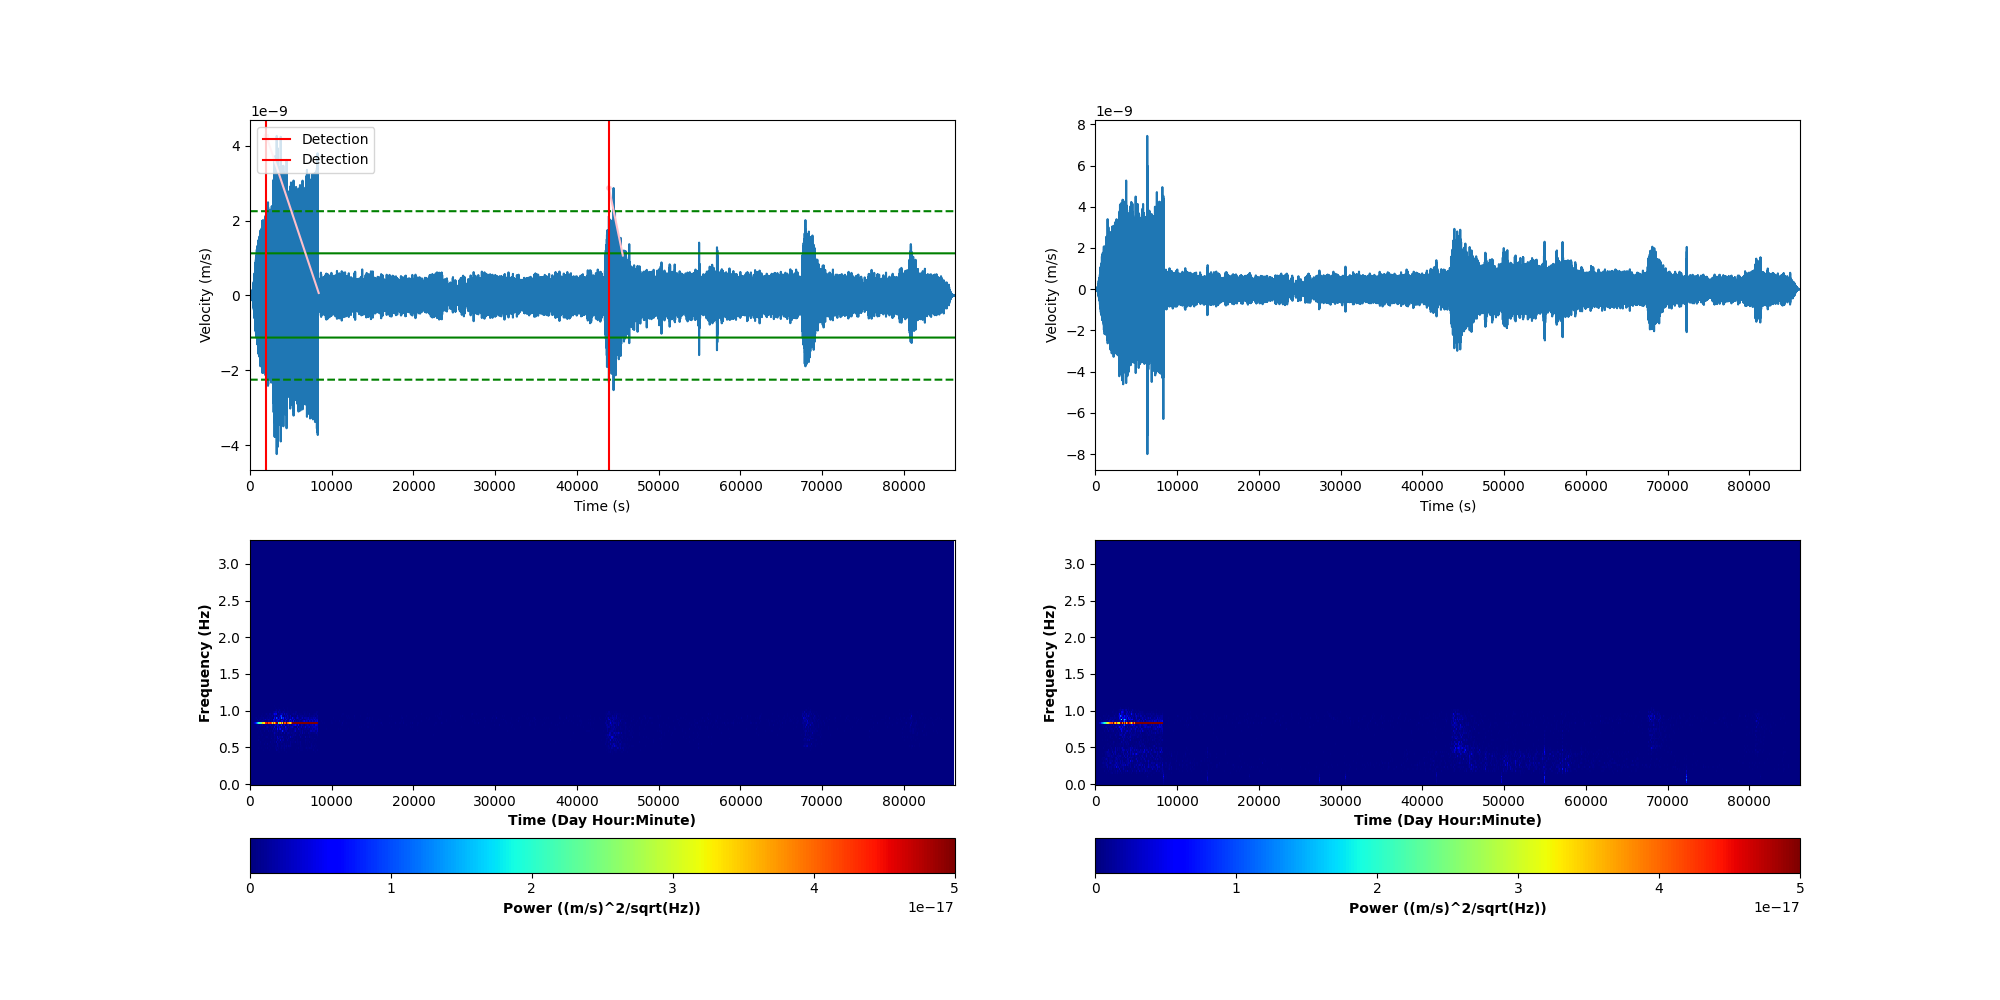 1e−9
Detection
Detection
4
2
0
−2
−4
Velocity (m/s)
0 10000 20000 30000 40000 50000 60000 70000 80000
Time (s)
1e−9
8
6
4
2
0
−2
−4
−6
−8
Velocity (m/s)
0 10000 20000 30000 40000 50000 60000 70000 80000
Time (s)
3.0
2.5
2.0
1.5
1.0
0.5
0.0
Frequency (Hz)
0 10000 20000 30000 40000 50000 60000 70000 80000
Time (Day Hour:Minute)
0 1 2 3 4 5
1e−17
Power ((m/s)^2/sqrt(Hz))
3.0
2.5
2.0
1.5
1.0
0.5
0.0
Frequency (Hz)
0 10000 20000 30000 40000 50000 60000 70000 80000
Time (Day Hour:Minute)
0 1 2 3 4 5
1e−17
Power ((m/s)^2/sqrt(Hz))